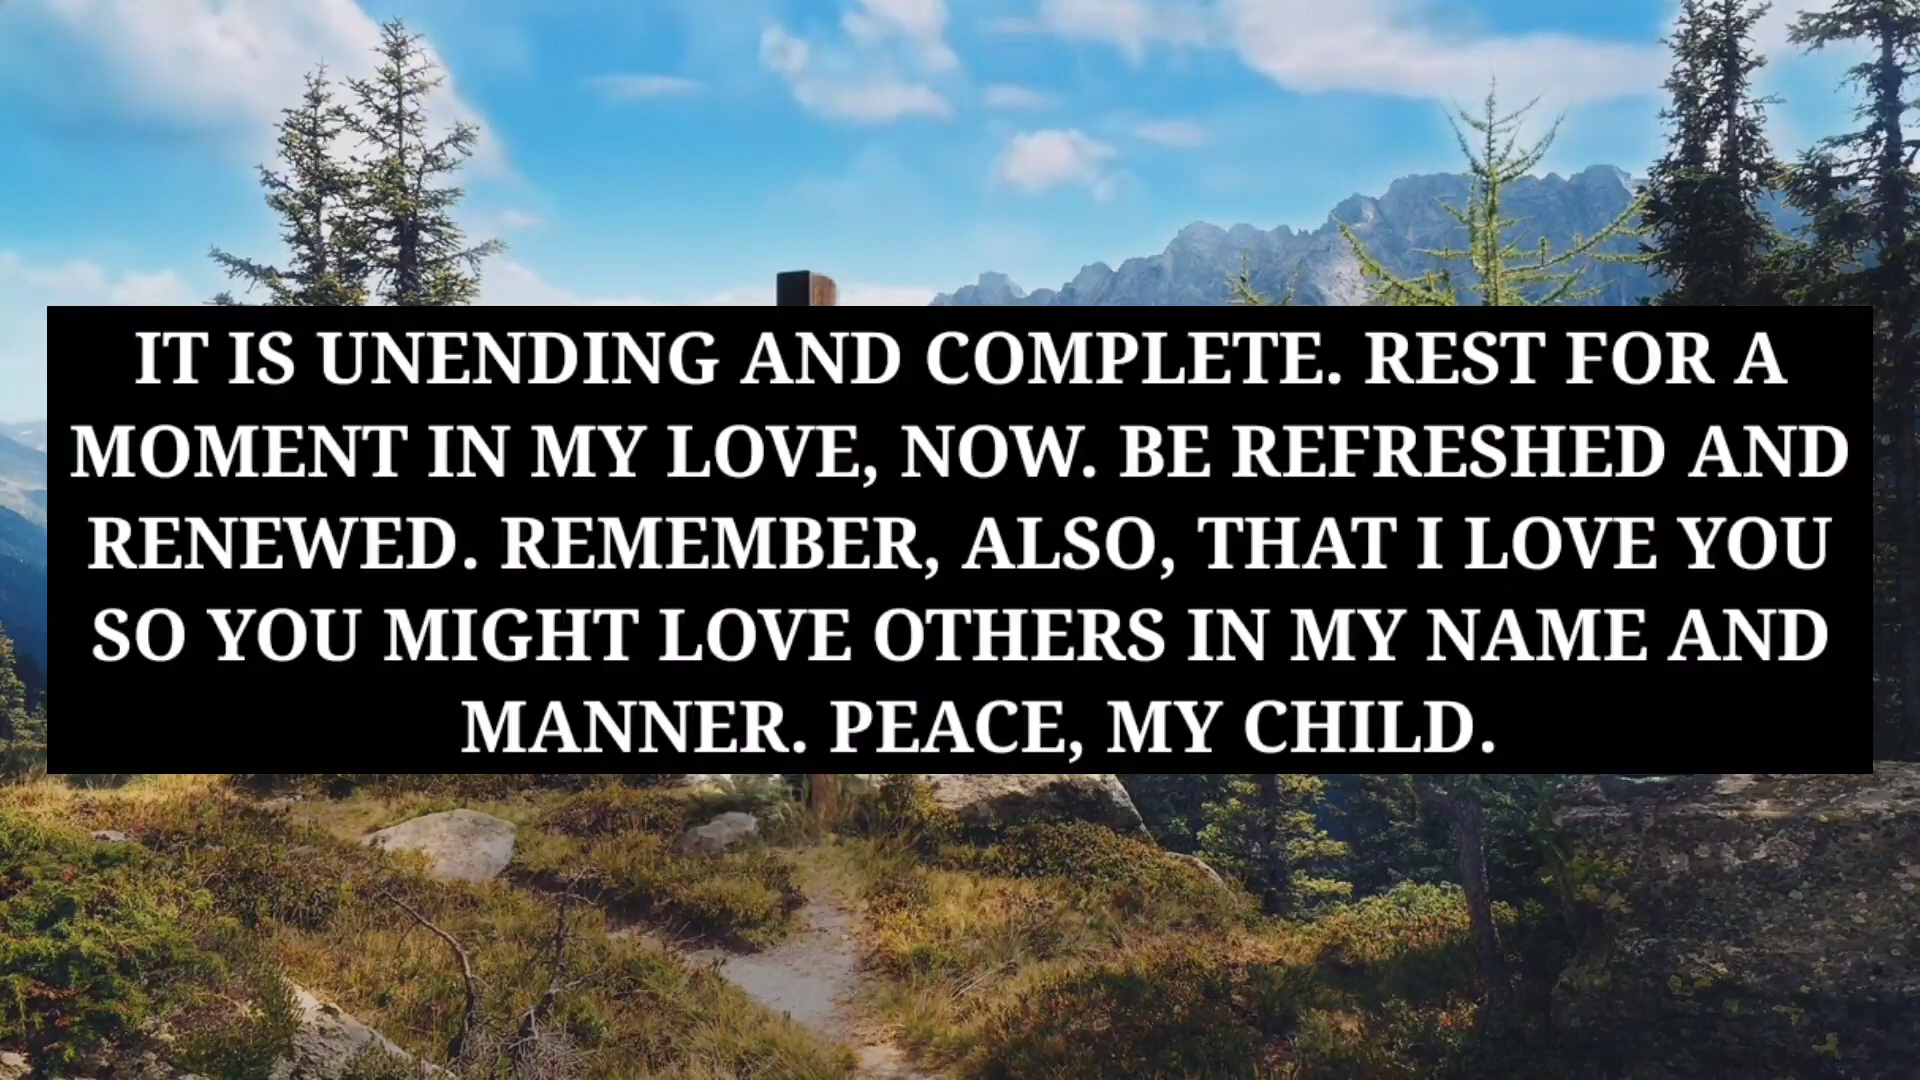 IT IS UNENDING AND COMPLETE. REST FOR A
MOMENT IN MY LOVE, NOW. BE REFRESHED AND
RENEWED. REMEMBER, ALSO, THAT I LOVE YOU
SO YOU MIGHT LOVE OTHERS IN MY NAME AND
MANNER. PEACE, MY CHILD.